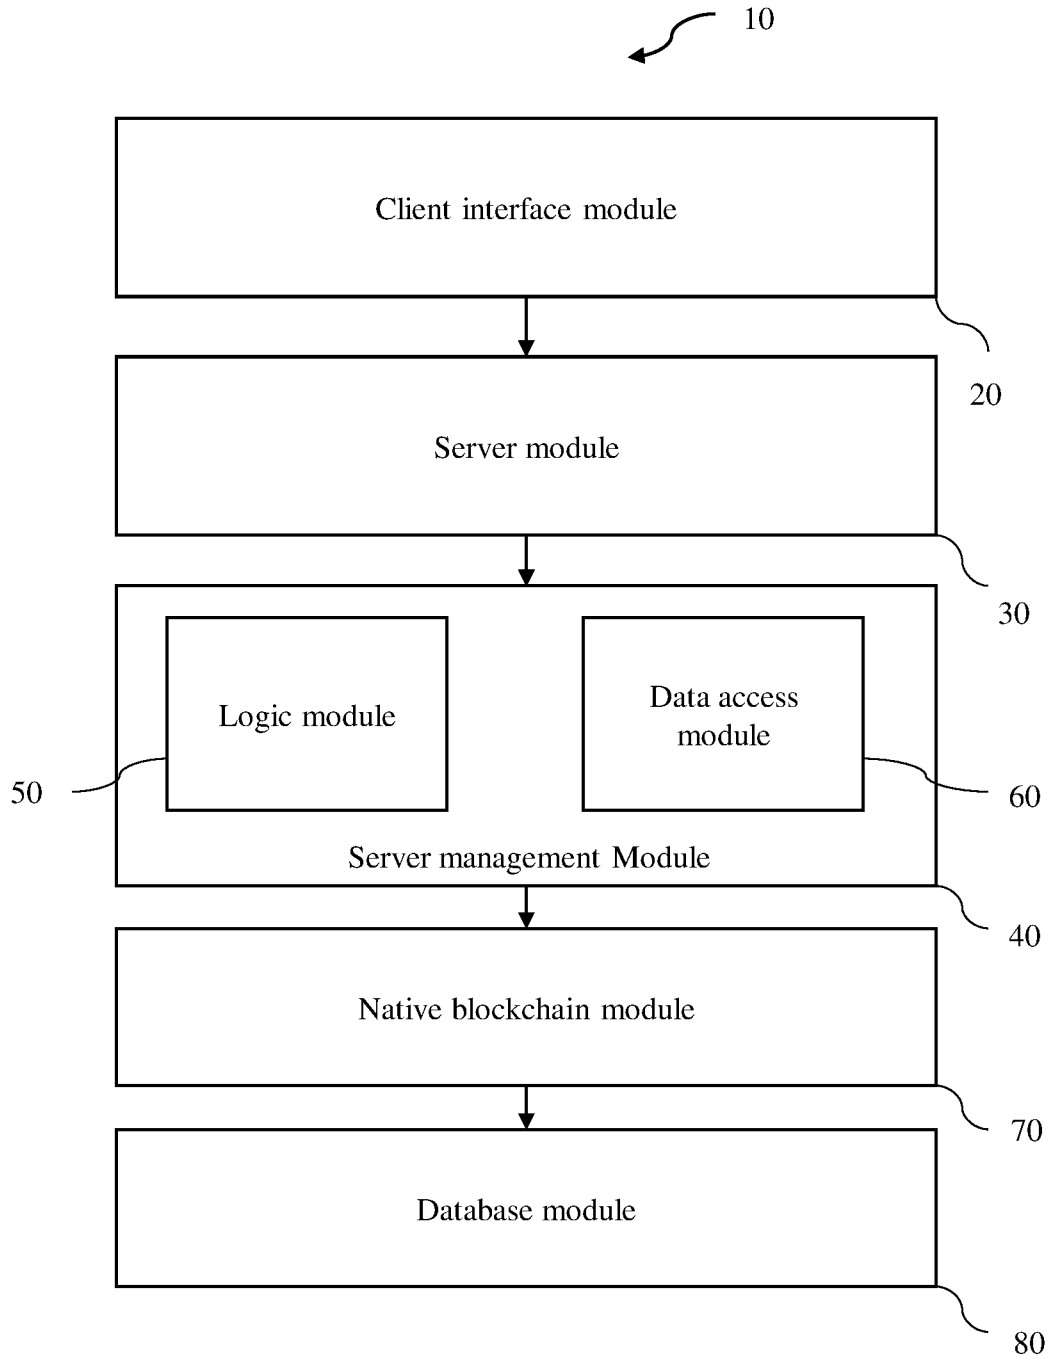 10
Client interface module
20
Server module
30
Logic module
Data access
module
50
60
Server management Module
40
Native blockchain module
70
Database module
80